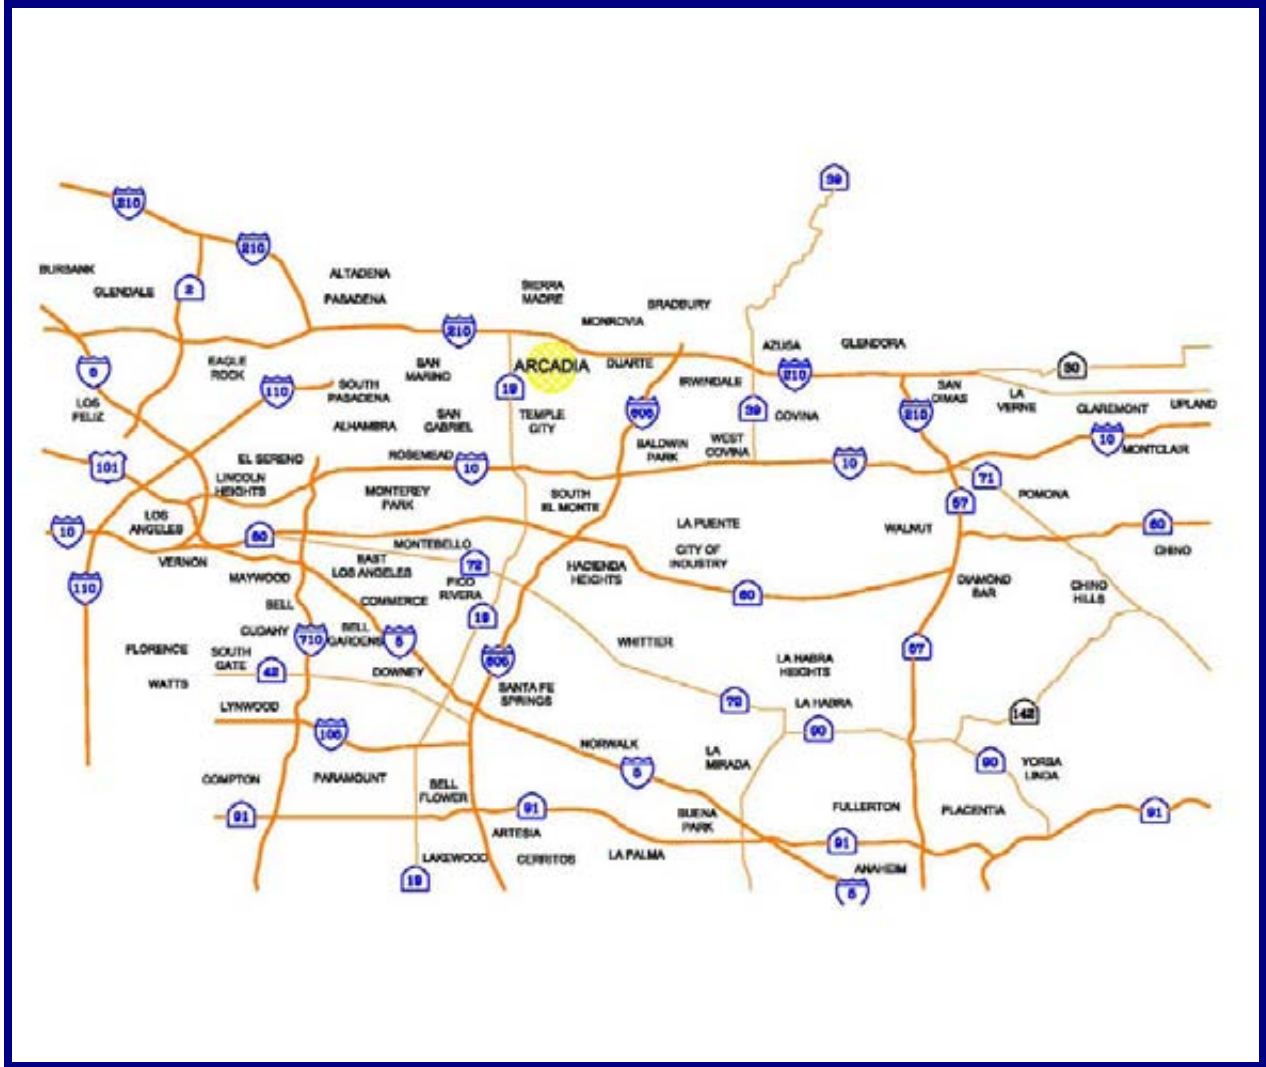 39
210
210
BURBANK
GLENDALE
2
ALTADENA
PASADENA
SIERRA
MADRE
BRADBURY
MONROVIA
210
AZUSA
GLENDORA
ARCADIA
DUARTE
EAGLE
ROCK
SAN
MARINO
30
5
110
SOUTH
PASADENA
19
IRWINDALE
210
SAN
DIMAS
LA
VERNE
LOS
FELIZ
ALHAMBRA
SAN
GABRIEL
TEMPLE
CITY
605
39
COVINA
210
CLAREMONT
UPLAND
101
EL SERENO
ROSEMEAD
10
BALDWIN
PARK
WEST
COVINA
10
10
MONTCLAIR
LINCOLN
HEIGHTS
MONTEREY
PARK
SOUTH
EL MONTE
71
57
POMONA
10
LOS
ANGELES
60
MONTEBELLO
LA PUENTE
WALNUT
60
CHINO
VERNON
EAST
LOS ANGELES
72
CITY OF
INDUSTRY
HACIENDA
HEIGHTS
110
MAYWOOD
PICO
RIVERA
60
DIAMOND
BAR
CHINO
HILLS
BELL
COMMERCE
19
CUDAHY
710
BELL
GARDENS
5
WHITTIER
57
FLORENCE
SOUTH
GATE
42
DOWNEY
605
LA HABRA
HEIGHTS
WATTS
SANTA FE
SPRINGS
LYNWOOD
72
LA HABRA
142
105
90
NORWALK
LA
MIRADA
90
YORBA
LINDA
COMPTON
PARAMOUNT
BELL
FLOWER
5
91
91
BUENA
PARK
FULLERTON
PLACENTIA
91
ARTESIA
91
LAKEWOOD
CERRITOS
LA PALMA
ANAHEIM
19
5